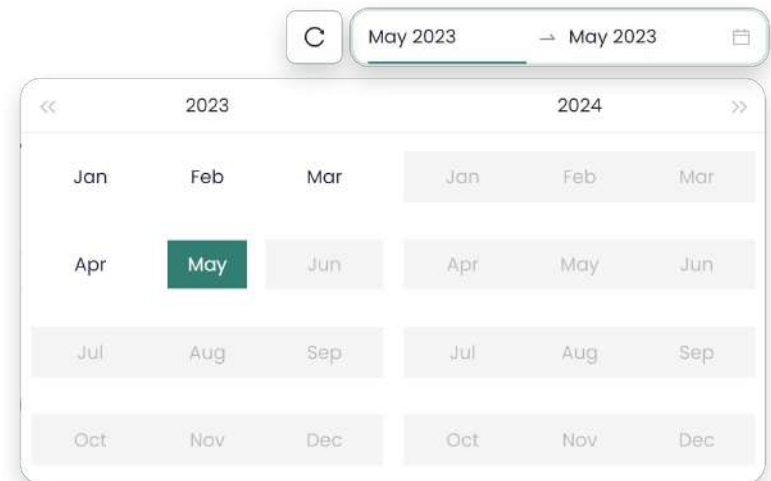 May 2023 → May 2023
« 2023 2024 »
Jan Feb Mar Jan Feb Mar
Apr May Jun Apr May Jun
Jul Aug Sep Jul Aug Sep
Oct Nov Dec Oct Nov Dec